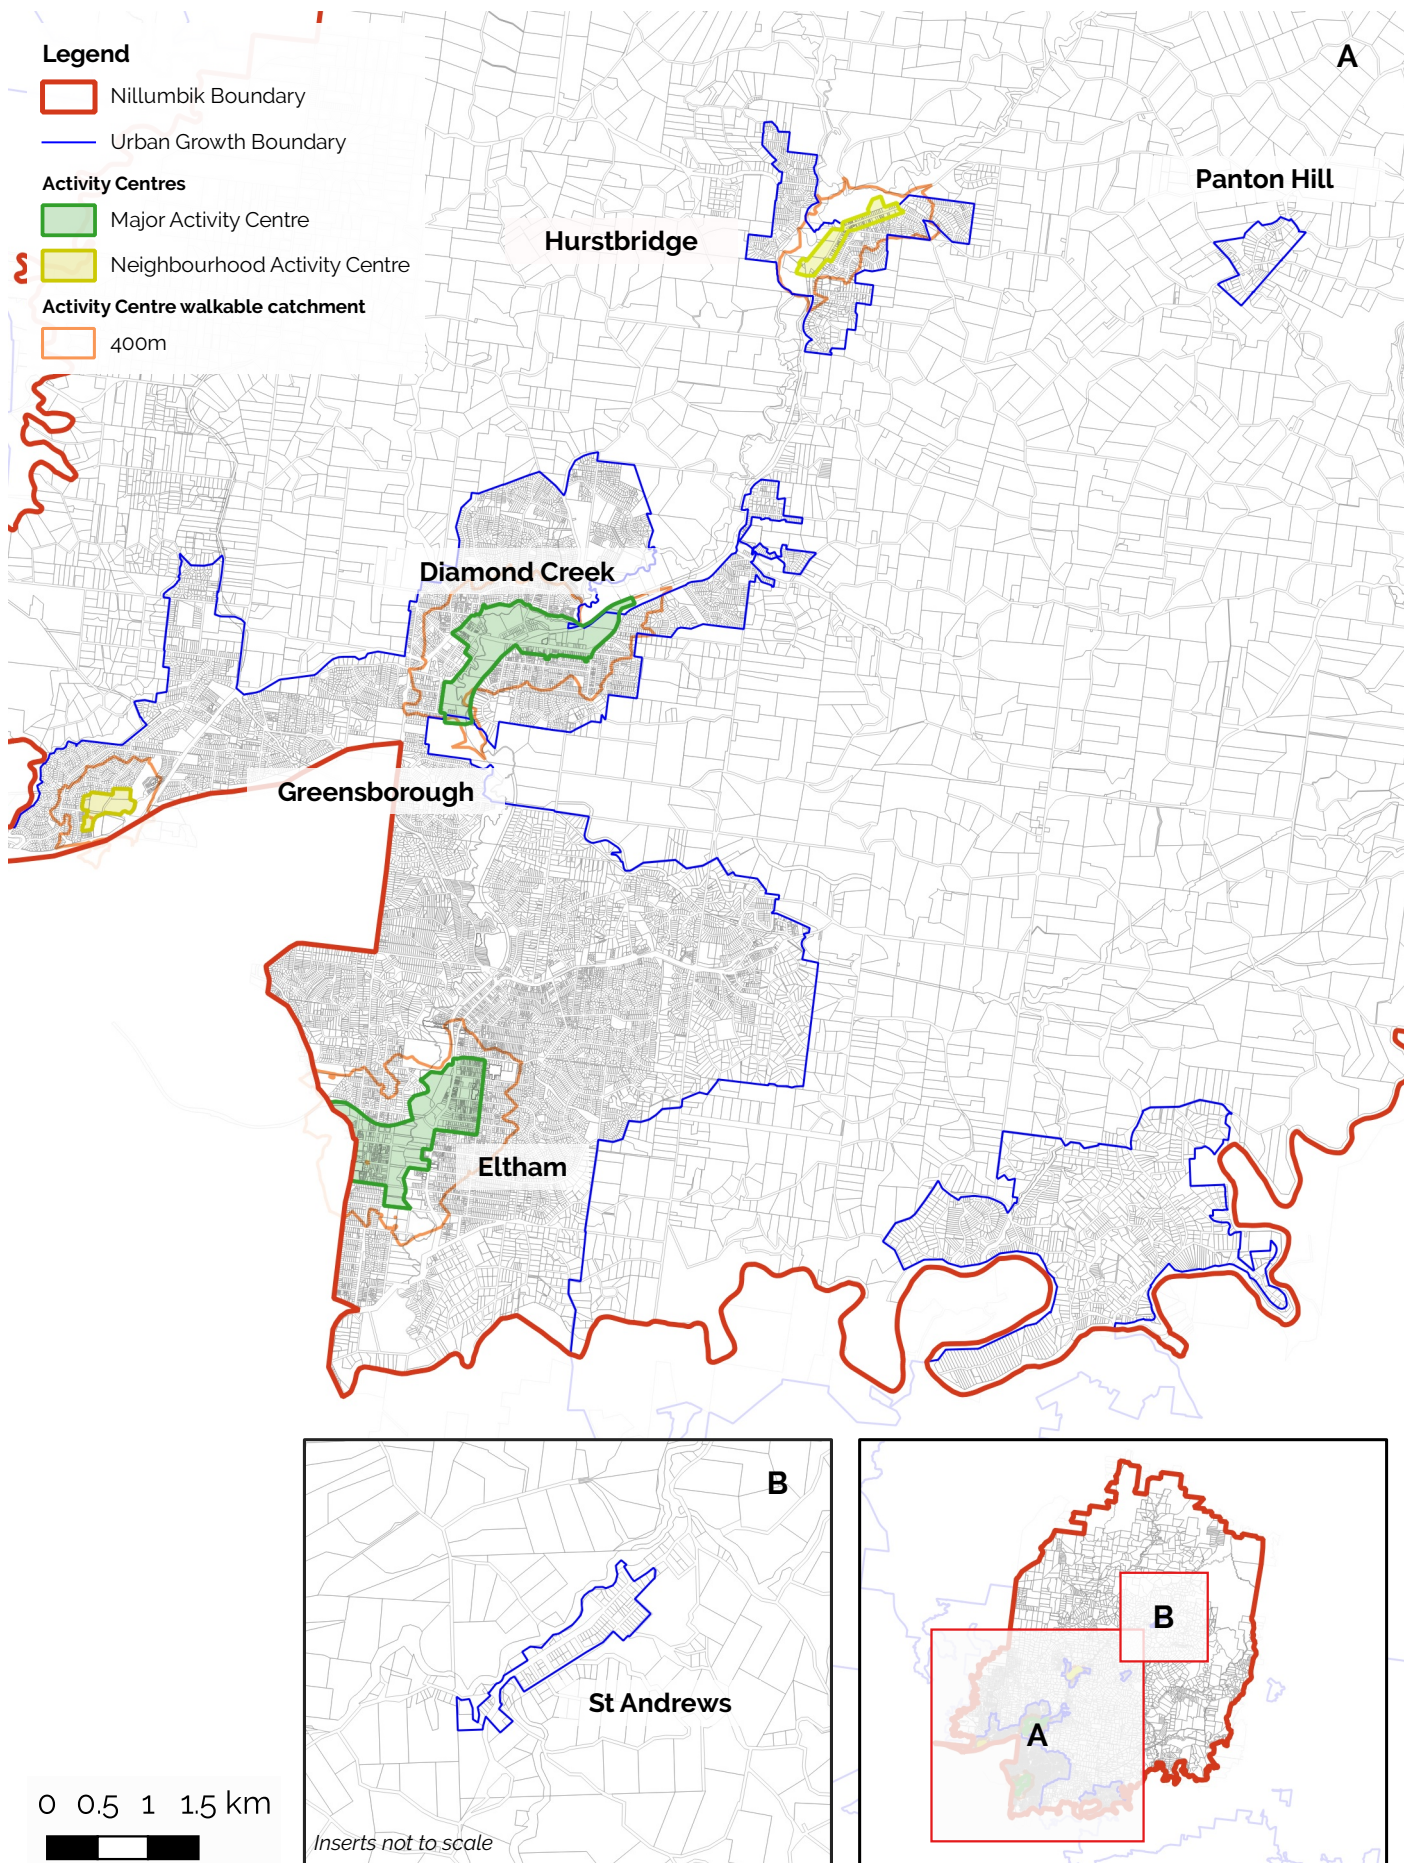 Legend
Nillumbik Boundary
Urban Growth Boundary
Activity Centres
Major Activity Centre
Neighbourhood Activity Centre
Activity Centre walkable catchment
400m
A
Panton Hill
Hurstbridge
Diamond Creek
Greensborough
Eltham
B
St Andrews
Inserts not to scale
B
A
0 0.5 1 1.5 km